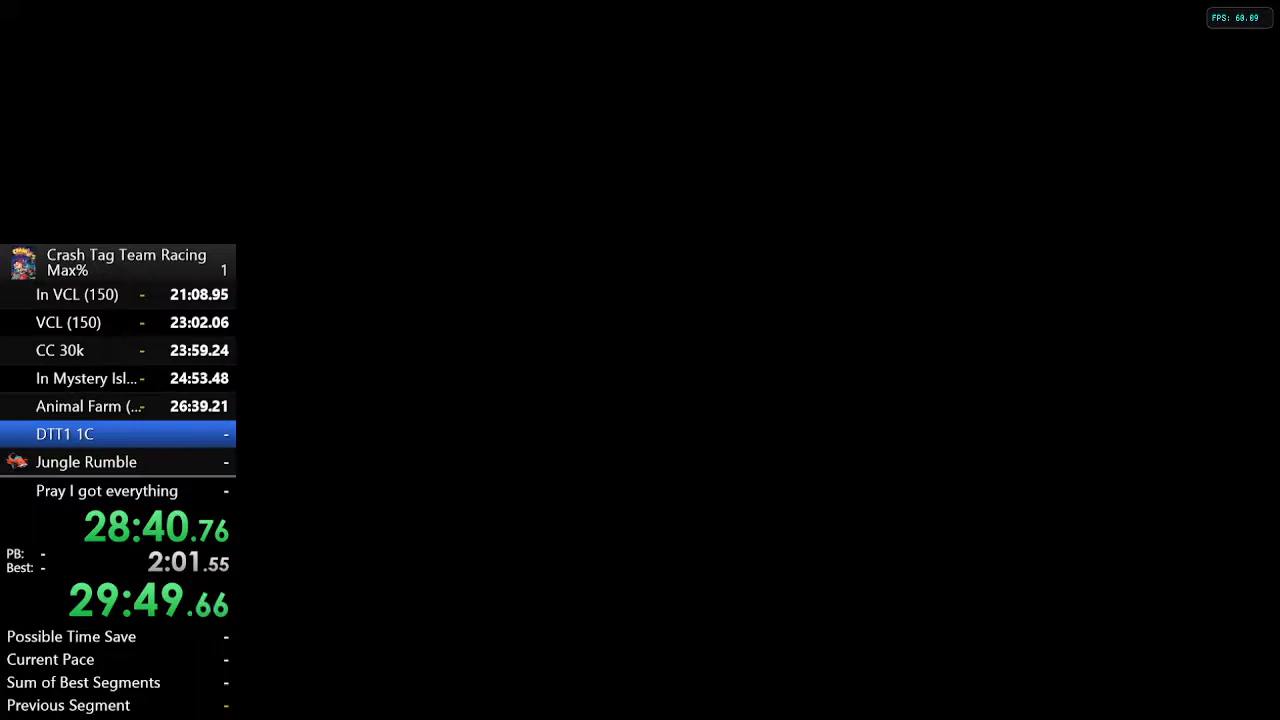 FPS: 60.09
Crash Tag Team Racing
Max% 1
In VCL (150) - 21:08.95
VCL (150) - 23:02.06
CC 30k - 23:59.24
In Mystery Isl... - 24:53.48
Animal Farm (... - 26:39.21
DTT1 1C -
Jungle Rumble -
Pray I got everything -
28:40.76
PB: -
2:01.55
Best: -
29:49.66
Possible Time Save -
Current Pace -
Sum of Best Segments -
Previous Segment -